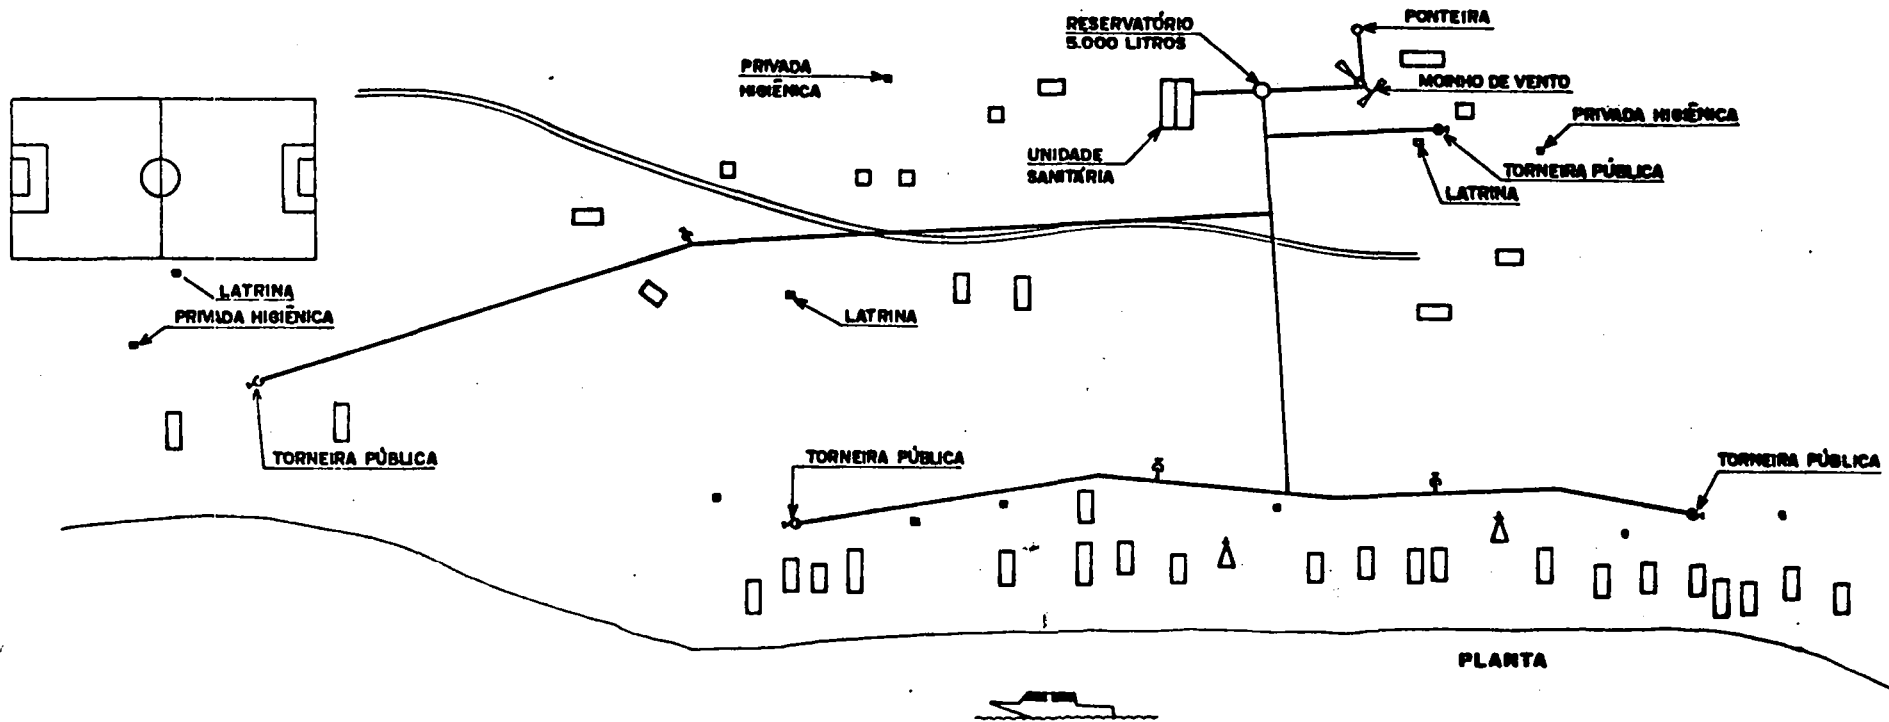 RESERVATÓRIO
5.000 LITROS
PONTEIRA
PRIVADA
HIGIÊNICA
MOINHO DE VENTO
PRIVADA HIGIÊNICA
UNIDADE
SANITÁRIA
TORNEIRA PÚBLICA
LATRINA
LATRINA
PRIVADA HIGIÊNICA
LATRINA
TORNEIRA PÚBLICA
TORNEIRA PÚBLICA
TORNEIRA PÚBLICA
PLANTA